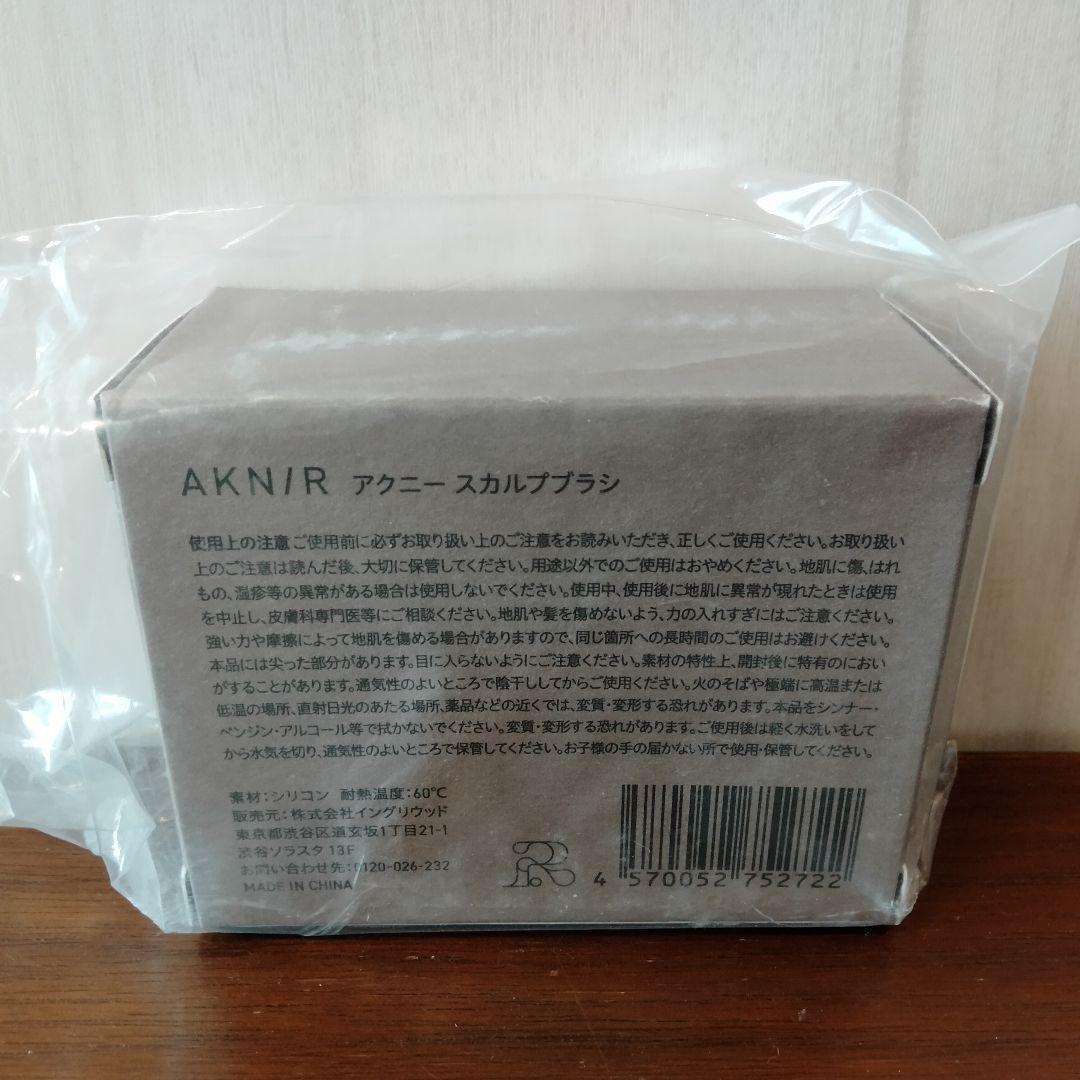 AKNIR アクニー スカルプブラシ
使用上の注意 ご使用前に必ずお取り扱い上のご注意をお読みいただき、正しくご使用ください。お取り扱い
上のご注意は読んだ後、大切に保管してください。用途以外でのご使用はおやめください。地肌に傷、はれ
もの、湿疹等の異常がある場合は使用しないでください。使用中、使用後に地肌に異常が現れたときは使用
を中止し、皮膚科専門医等にご相談ください。地肌や髪を傷めないよう、力の入れすぎにはご注意ください。
強い力や摩擦によって地肌を傷める場合がありますので、同じ箇所への長時間のご使用はお避けください。
本品には尖った部分があります。目に入らないようにご注意ください。素材の特性上、開封後に特有のにおい
がすることがあります。通気性のよいところで陰干ししてからご使用ください。火のそばや極端に高温または
低温の場所、直射日光のあたる場所、薬品などの近くでは、変質・変形する恐れがあります。本品をシンナー・
ベンジン・アルコール等で拭かないでください。変質・変形する恐れがあります。ご使用後は軽く水洗いをして
から水気を切り、通気性のよいところで保管してください。お子様の手の届かない所で使用・保管してください。
素材:シリコン 耐熱温度:60℃
販売元:株式会社イングリウッド
東京都渋谷区道玄坂1丁目21-1
渋谷ソラスタ 13F
お問い合わせ先:0120-026-232
MADE IN CHINA
R
4 570052 752722